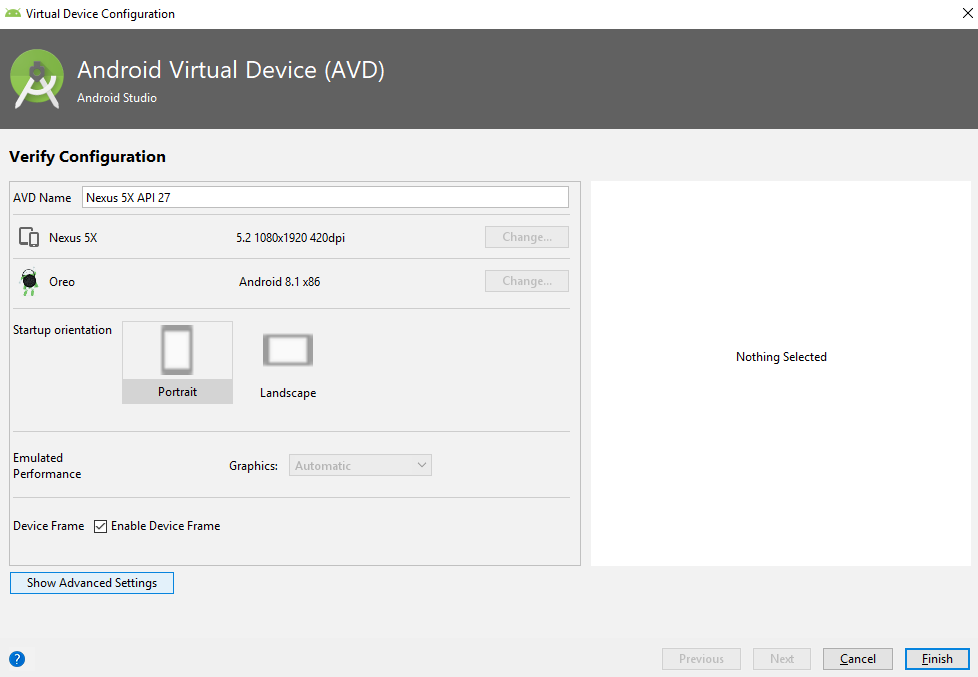 Virtual Device Configuration
Android Virtual Device (AVD)
Android Studio
Verify Configuration
AVD Name Nexus 5X API 27
Nexus 5X 5.2 1080x1920 420dpi Change...
Oreo Android 8.1 x86 Change...
Startup orientation
Portrait Landscape
Emulated
Performance
Graphics: Automatic
Device Frame Enable Device Frame
Nothing Selected
Show Advanced Settings
? Previous Next Cancel Finish